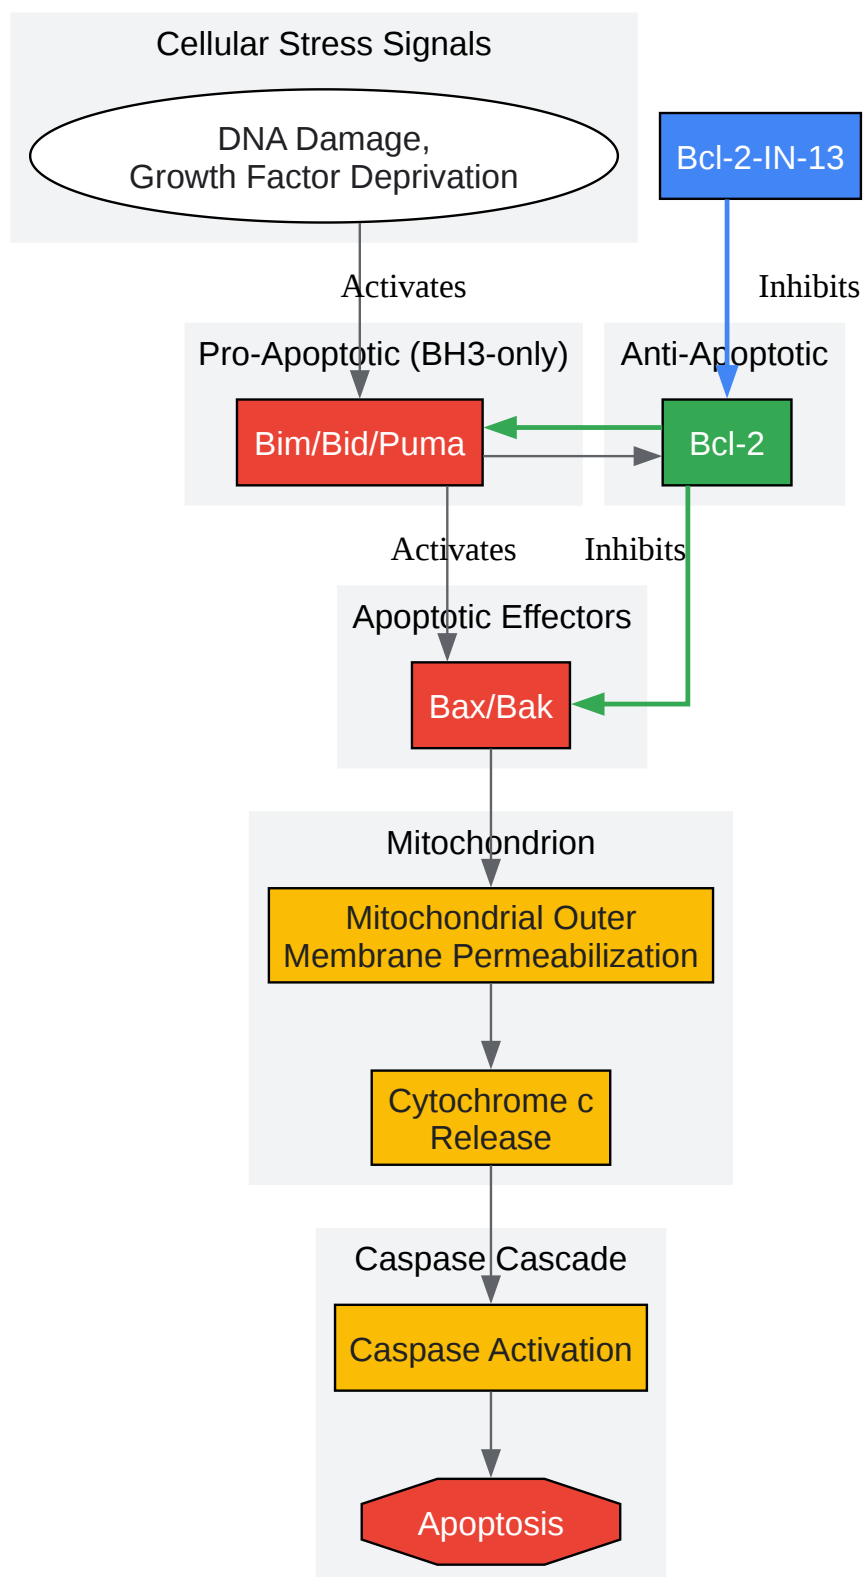 Cellular Stress Signals
DNA Damage,
Growth Factor Deprivation
Bcl-2-IN-13
Activates
Inhibits
Pro-Apoptotic (BH3-only)
Anti-Apoptotic
Bim/Bid/Puma
Bcl-2
Activates
Inhibits
Apoptotic Effectors
Bax/Bak
Mitochondrion
Mitochondrial Outer
Membrane Permeabilization
Cytochrome c
Release
Caspase Cascade
Caspase Activation
Apoptosis